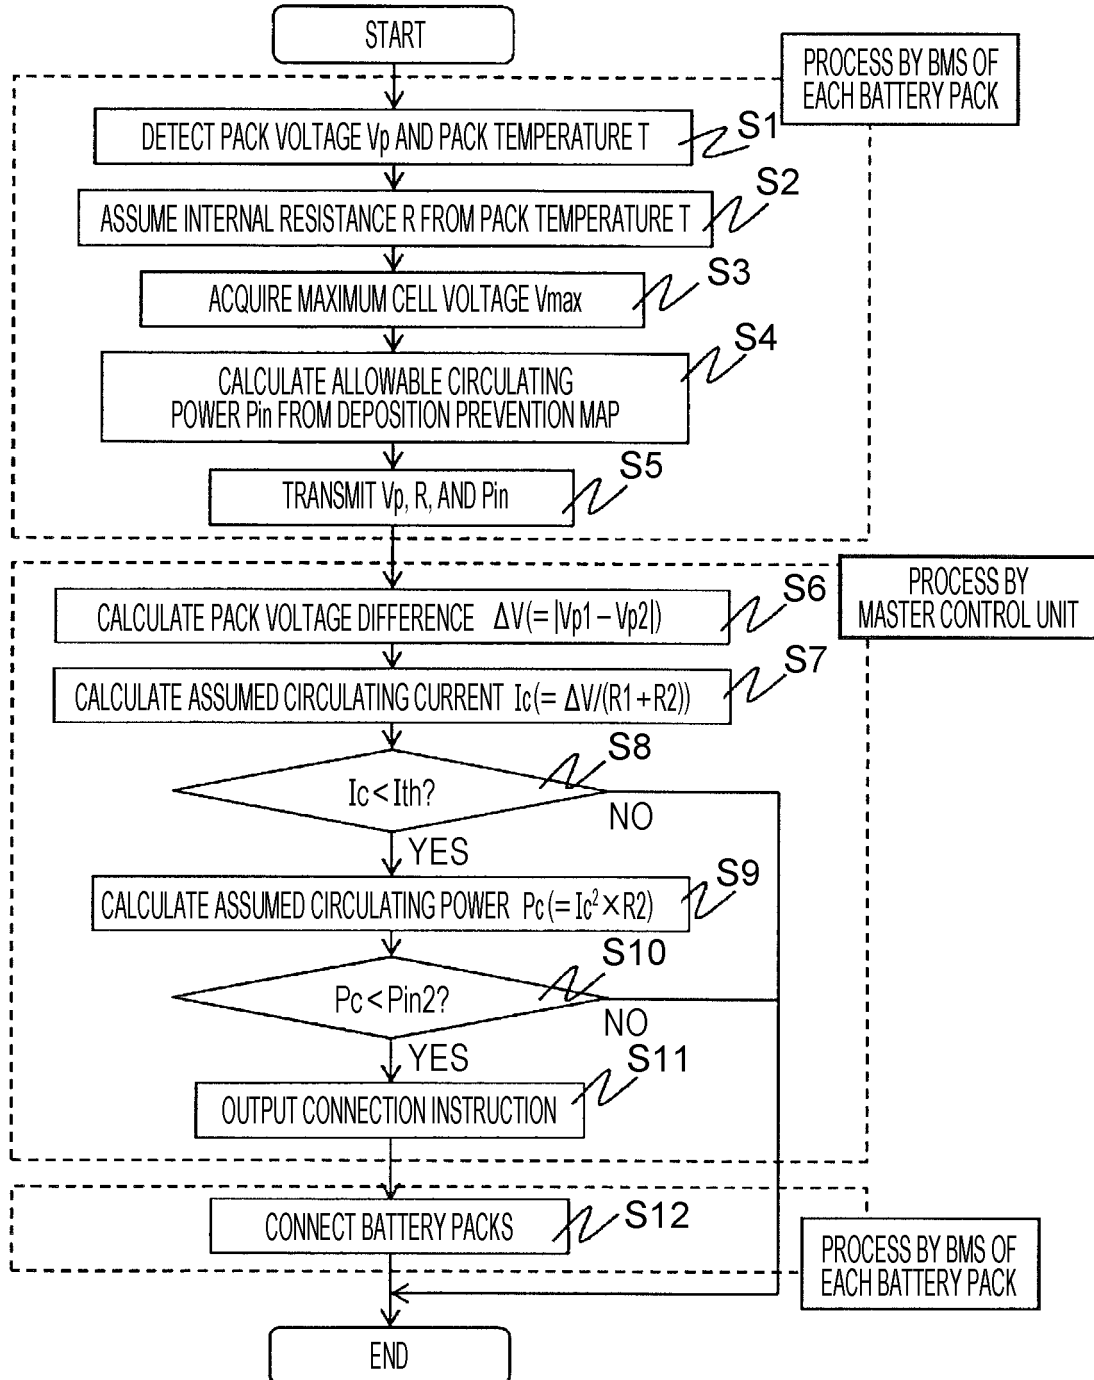 START
PROCESS BY BMS OF
EACH BATTERY PACK
DETECT PACK VOLTAGE Vp AND PACK TEMPERATURE T
S1
ASSUME INTERNAL RESISTANCE R FROM PACK TEMPERATURE T
S2
ACQUIRE MAXIMUM CELL VOLTAGE Vmax
S3
CALCULATE ALLOWABLE CIRCULATING
POWER Pin FROM DEPOSITION PREVENTION MAP
S4
TRANSMIT Vp, R, AND Pin
S5
PROCESS BY
MASTER CONTROL UNIT
CALCULATE PACK VOLTAGE DIFFERENCE ΔV(= |Vp1 − Vp2|)
S6
CALCULATE ASSUMED CIRCULATING CURRENT Ic(= ΔV/(R1+R2))
S7
Ic < Ith?
S8
NO
YES
CALCULATE ASSUMED CIRCULATING POWER Pc(= Ic² × R2)
S9
Pc < Pin2?
S10
NO
YES
OUTPUT CONNECTION INSTRUCTION
S11
CONNECT BATTERY PACKS
S12
PROCESS BY BMS OF
EACH BATTERY PACK
END